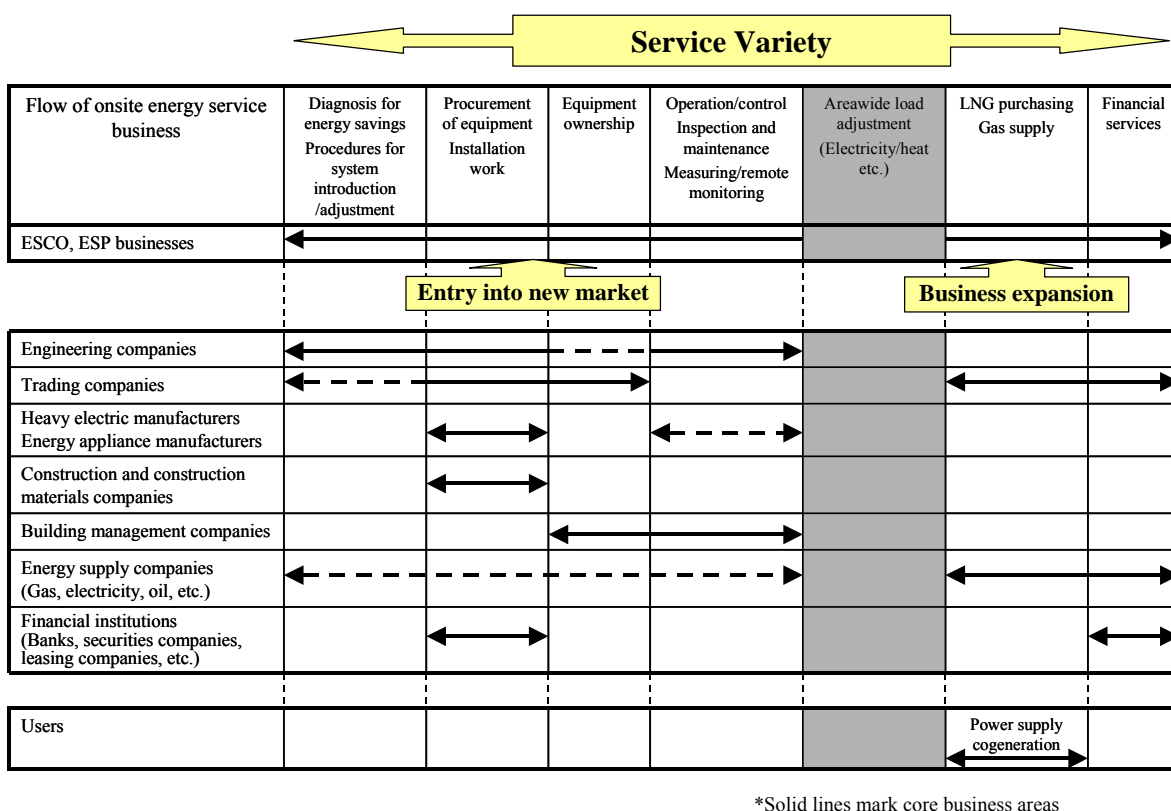 Service Variety
Flow of onsite energy service
business
Diagnosis for
energy savings
Procedures for
system
introduction
/adjustment
Procurement
of equipment
Installation
work
Equipment
ownership
Operation/control
Inspection and
maintenance
Measuring/remote
monitoring
Areawide load
adjustment
(Electricity/heat
etc.)
LNG purchasing
Gas supply
Financial
services
ESCO, ESP businesses
Entry into new market
Business expansion
Engineering companies
Trading companies
Heavy electric manufacturers
Energy appliance manufacturers
Construction and construction
materials companies
Building management companies
Energy supply companies
(Gas, electricity, oil, etc.)
Financial institutions
(Banks, securities companies,
leasing companies, etc.)
Users
Power supply
cogeneration
*Solid lines mark core business areas